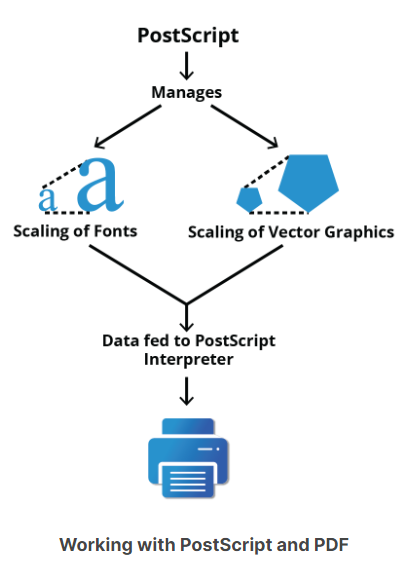 PostScript
Manages
a a
Scaling of Fonts
Scaling of Vector Graphics
Data fed to PostScript
Interpreter
Working with PostScript and PDF